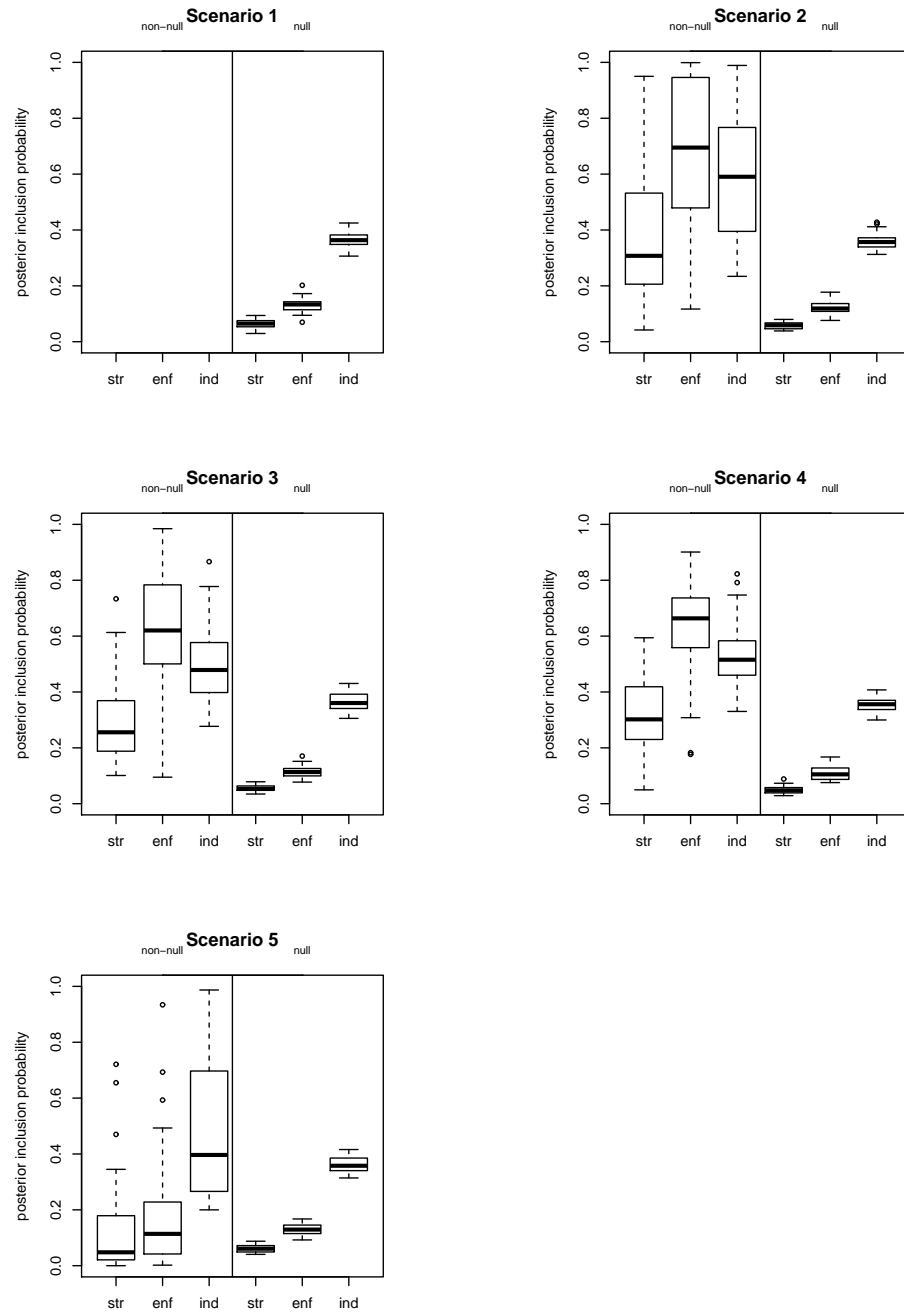 Scenario 1
non−null null
posterior inclusion probability
0.0 0.2 0.4 0.6 0.8 1.0
str enf ind str enf ind
Scenario 2
non−null null
posterior inclusion probability
0.0 0.2 0.4 0.6 0.8 1.0
str enf ind str enf ind
Scenario 3
non−null null
posterior inclusion probability
0.0 0.2 0.4 0.6 0.8 1.0
str enf ind str enf ind
Scenario 4
non−null null
posterior inclusion probability
0.0 0.2 0.4 0.6 0.8 1.0
str enf ind str enf ind
Scenario 5
non−null null
posterior inclusion probability
0.0 0.2 0.4 0.6 0.8 1.0
str enf ind str enf ind